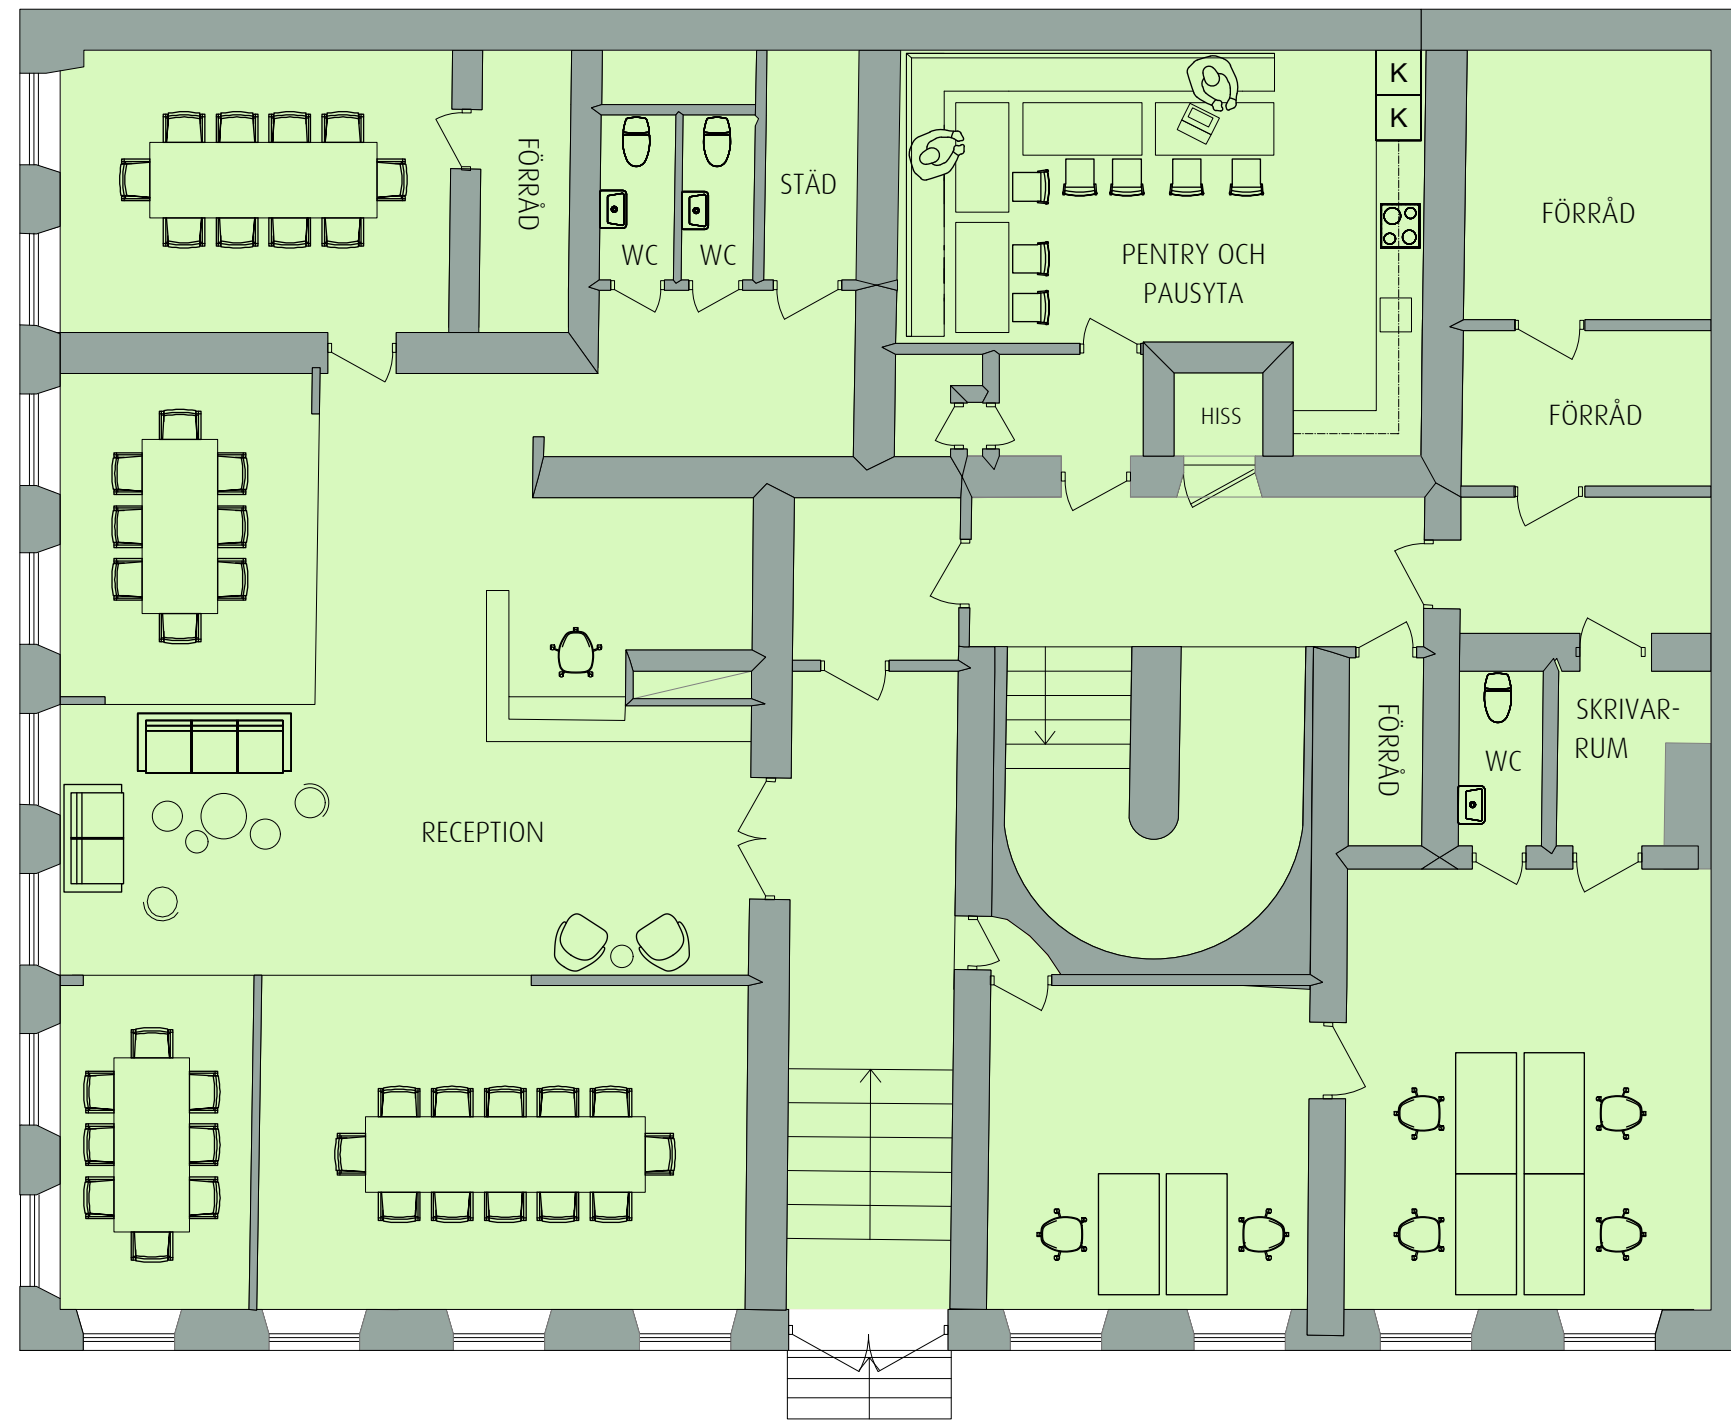 K
K
FÖRRÅD
STÄD
FÖRRÅD
WC
WC
PENTRY OCH
PAUSYTA
HISS
FÖRRÅD
SKRIVAR-
RUM
FÖRRÅD
WC
RECEPTION